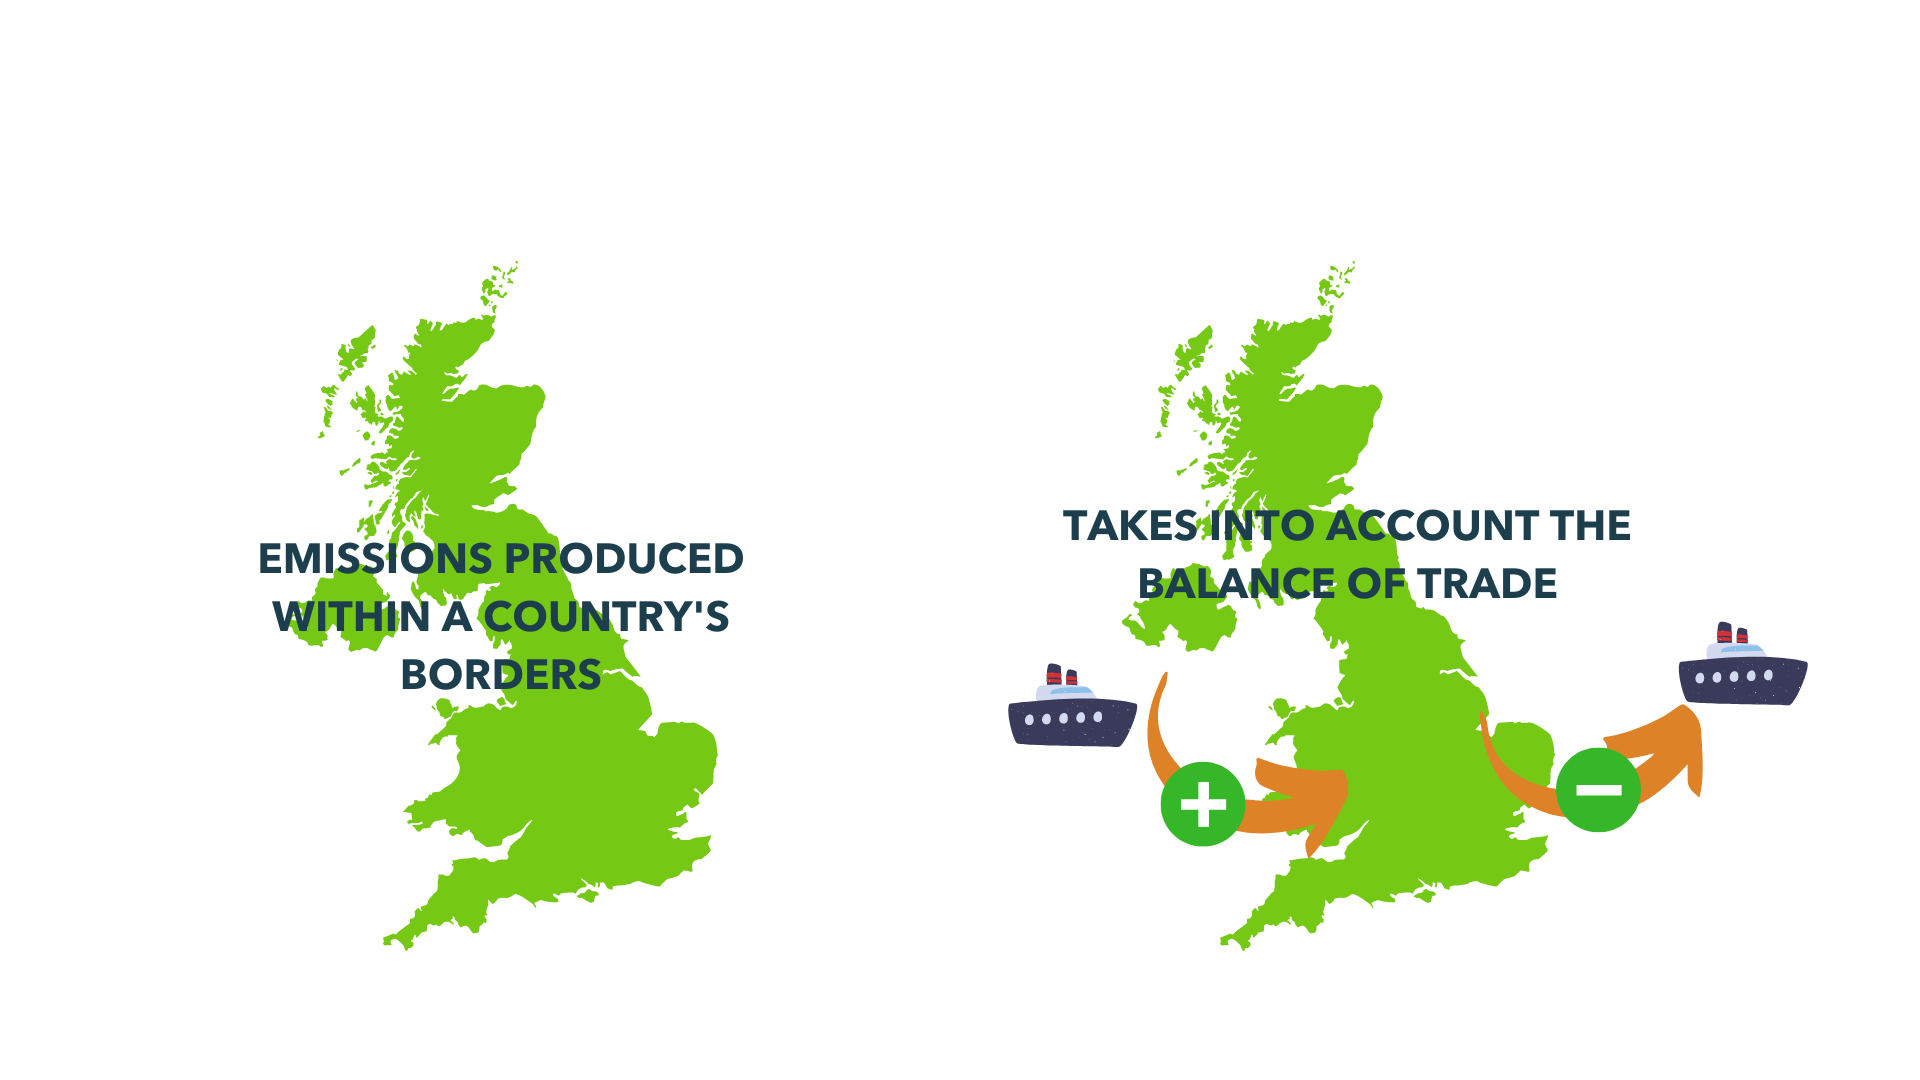 EMISSIONS PRODUCED
WITHIN A COUNTRY'S
BORDERS
TAKES INTO ACCOUNT THE
BALANCE OF TRADE